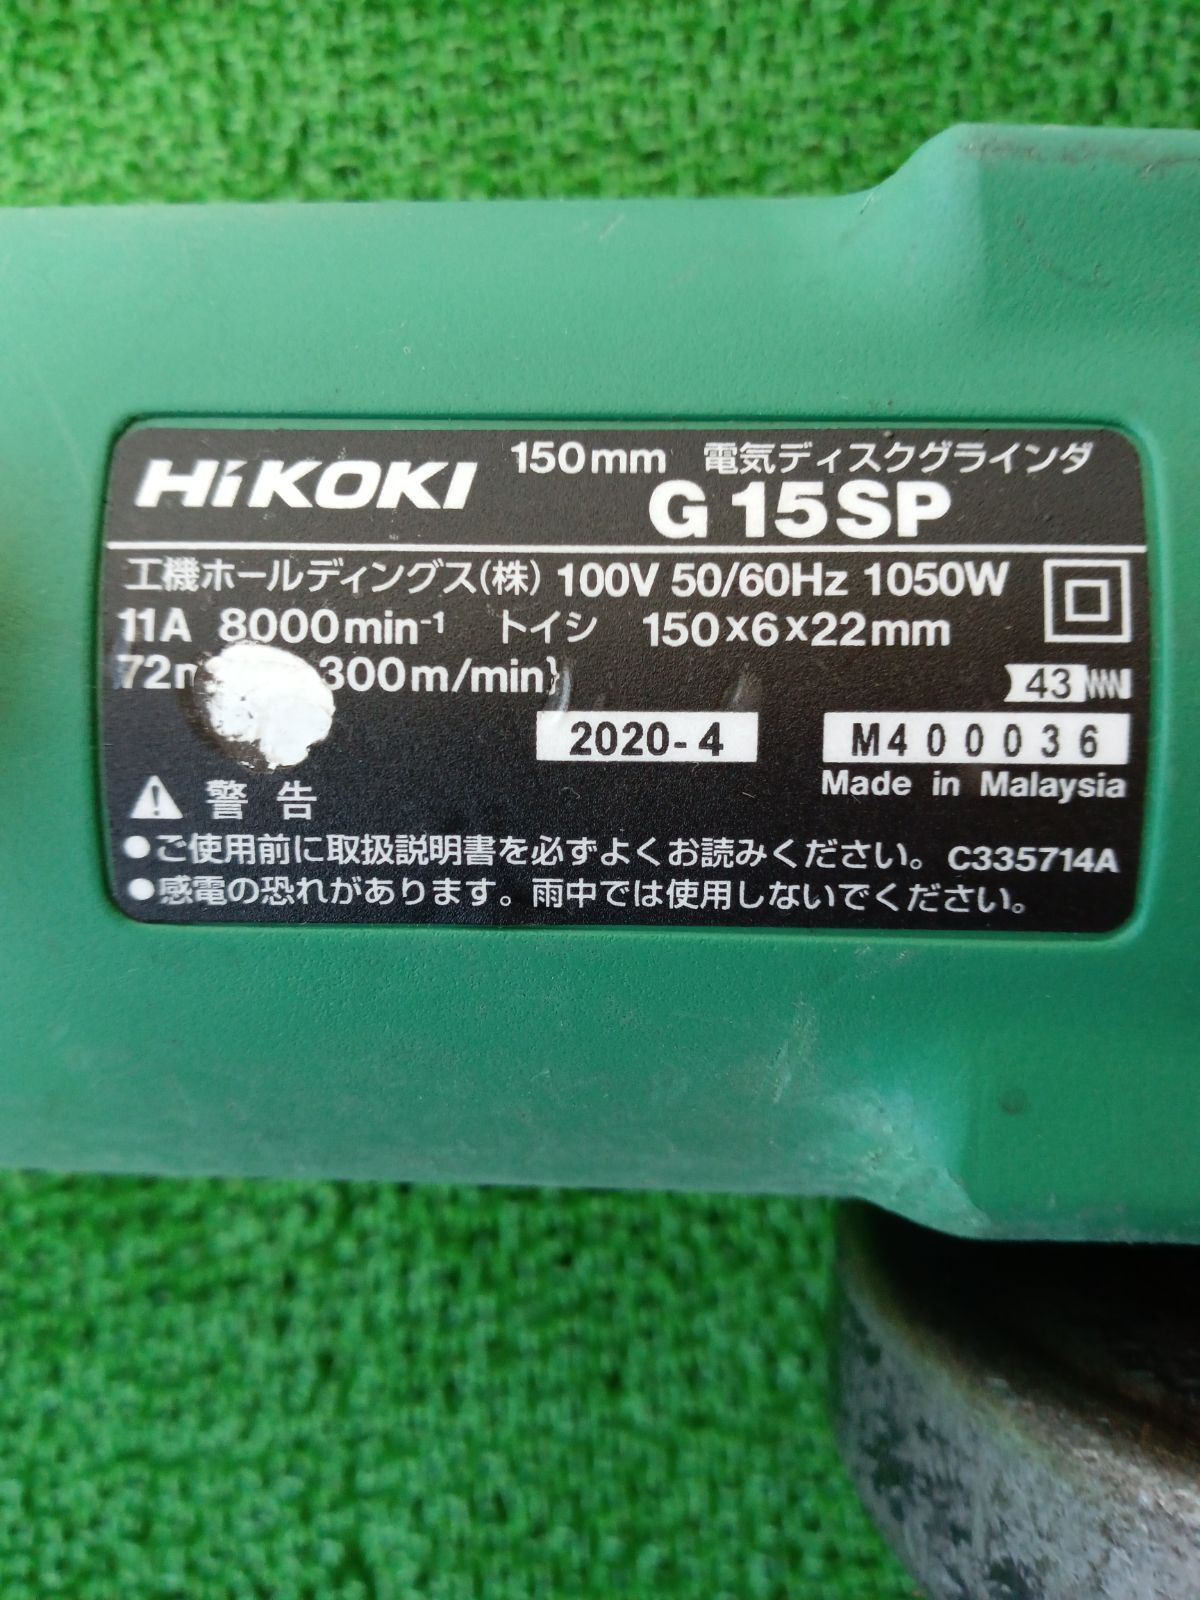 HiKOKI 150mm 電気ディスクグラインダ
G 15SP
工機ホールディングス(株) 100V 50/60Hz 1050W
11A 8000min⁻¹ トイシ 150×6×22mm
300m/min}
43
2020-4 M400036
Made in Malaysia
警告
●ご使用前に取扱説明書を必ずよくお読みください。 C335714A
●感電の恐れがあります。雨中では使用しないでください。